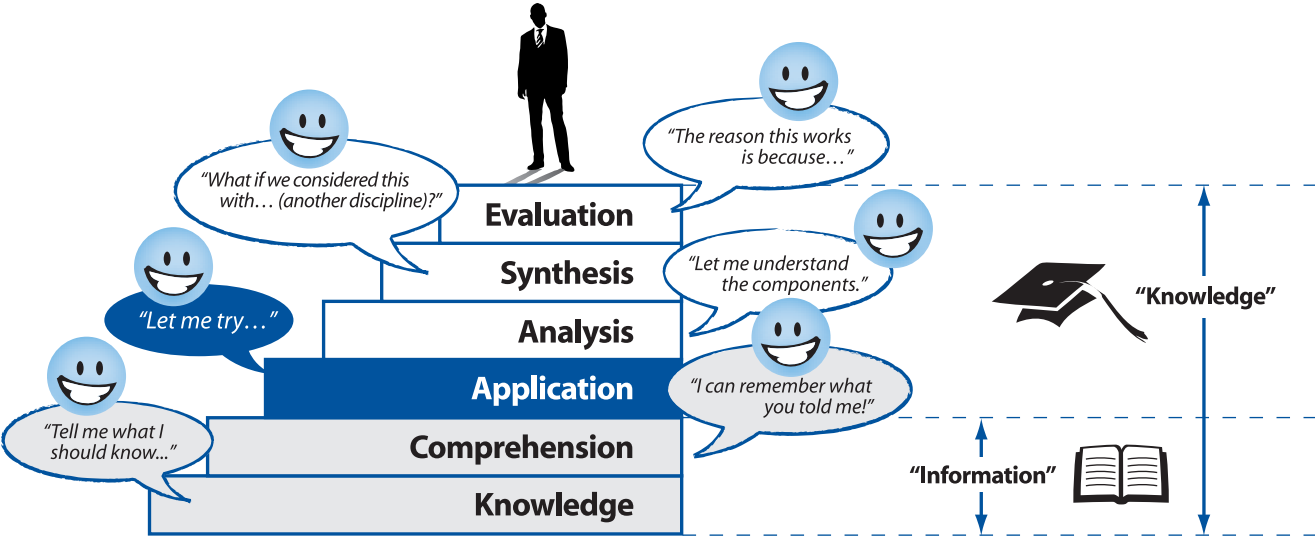 “The reason this works
is because…”
“What if we considered this
with… (another discipline)?”
Evaluation
“Let me understand
the components.”
Synthesis
“Knowledge”
“Let me try…”
Analysis
“I can remember what
you told me!”
Application
“Tell me what I
should know...”
Comprehension
“Information”
Knowledge